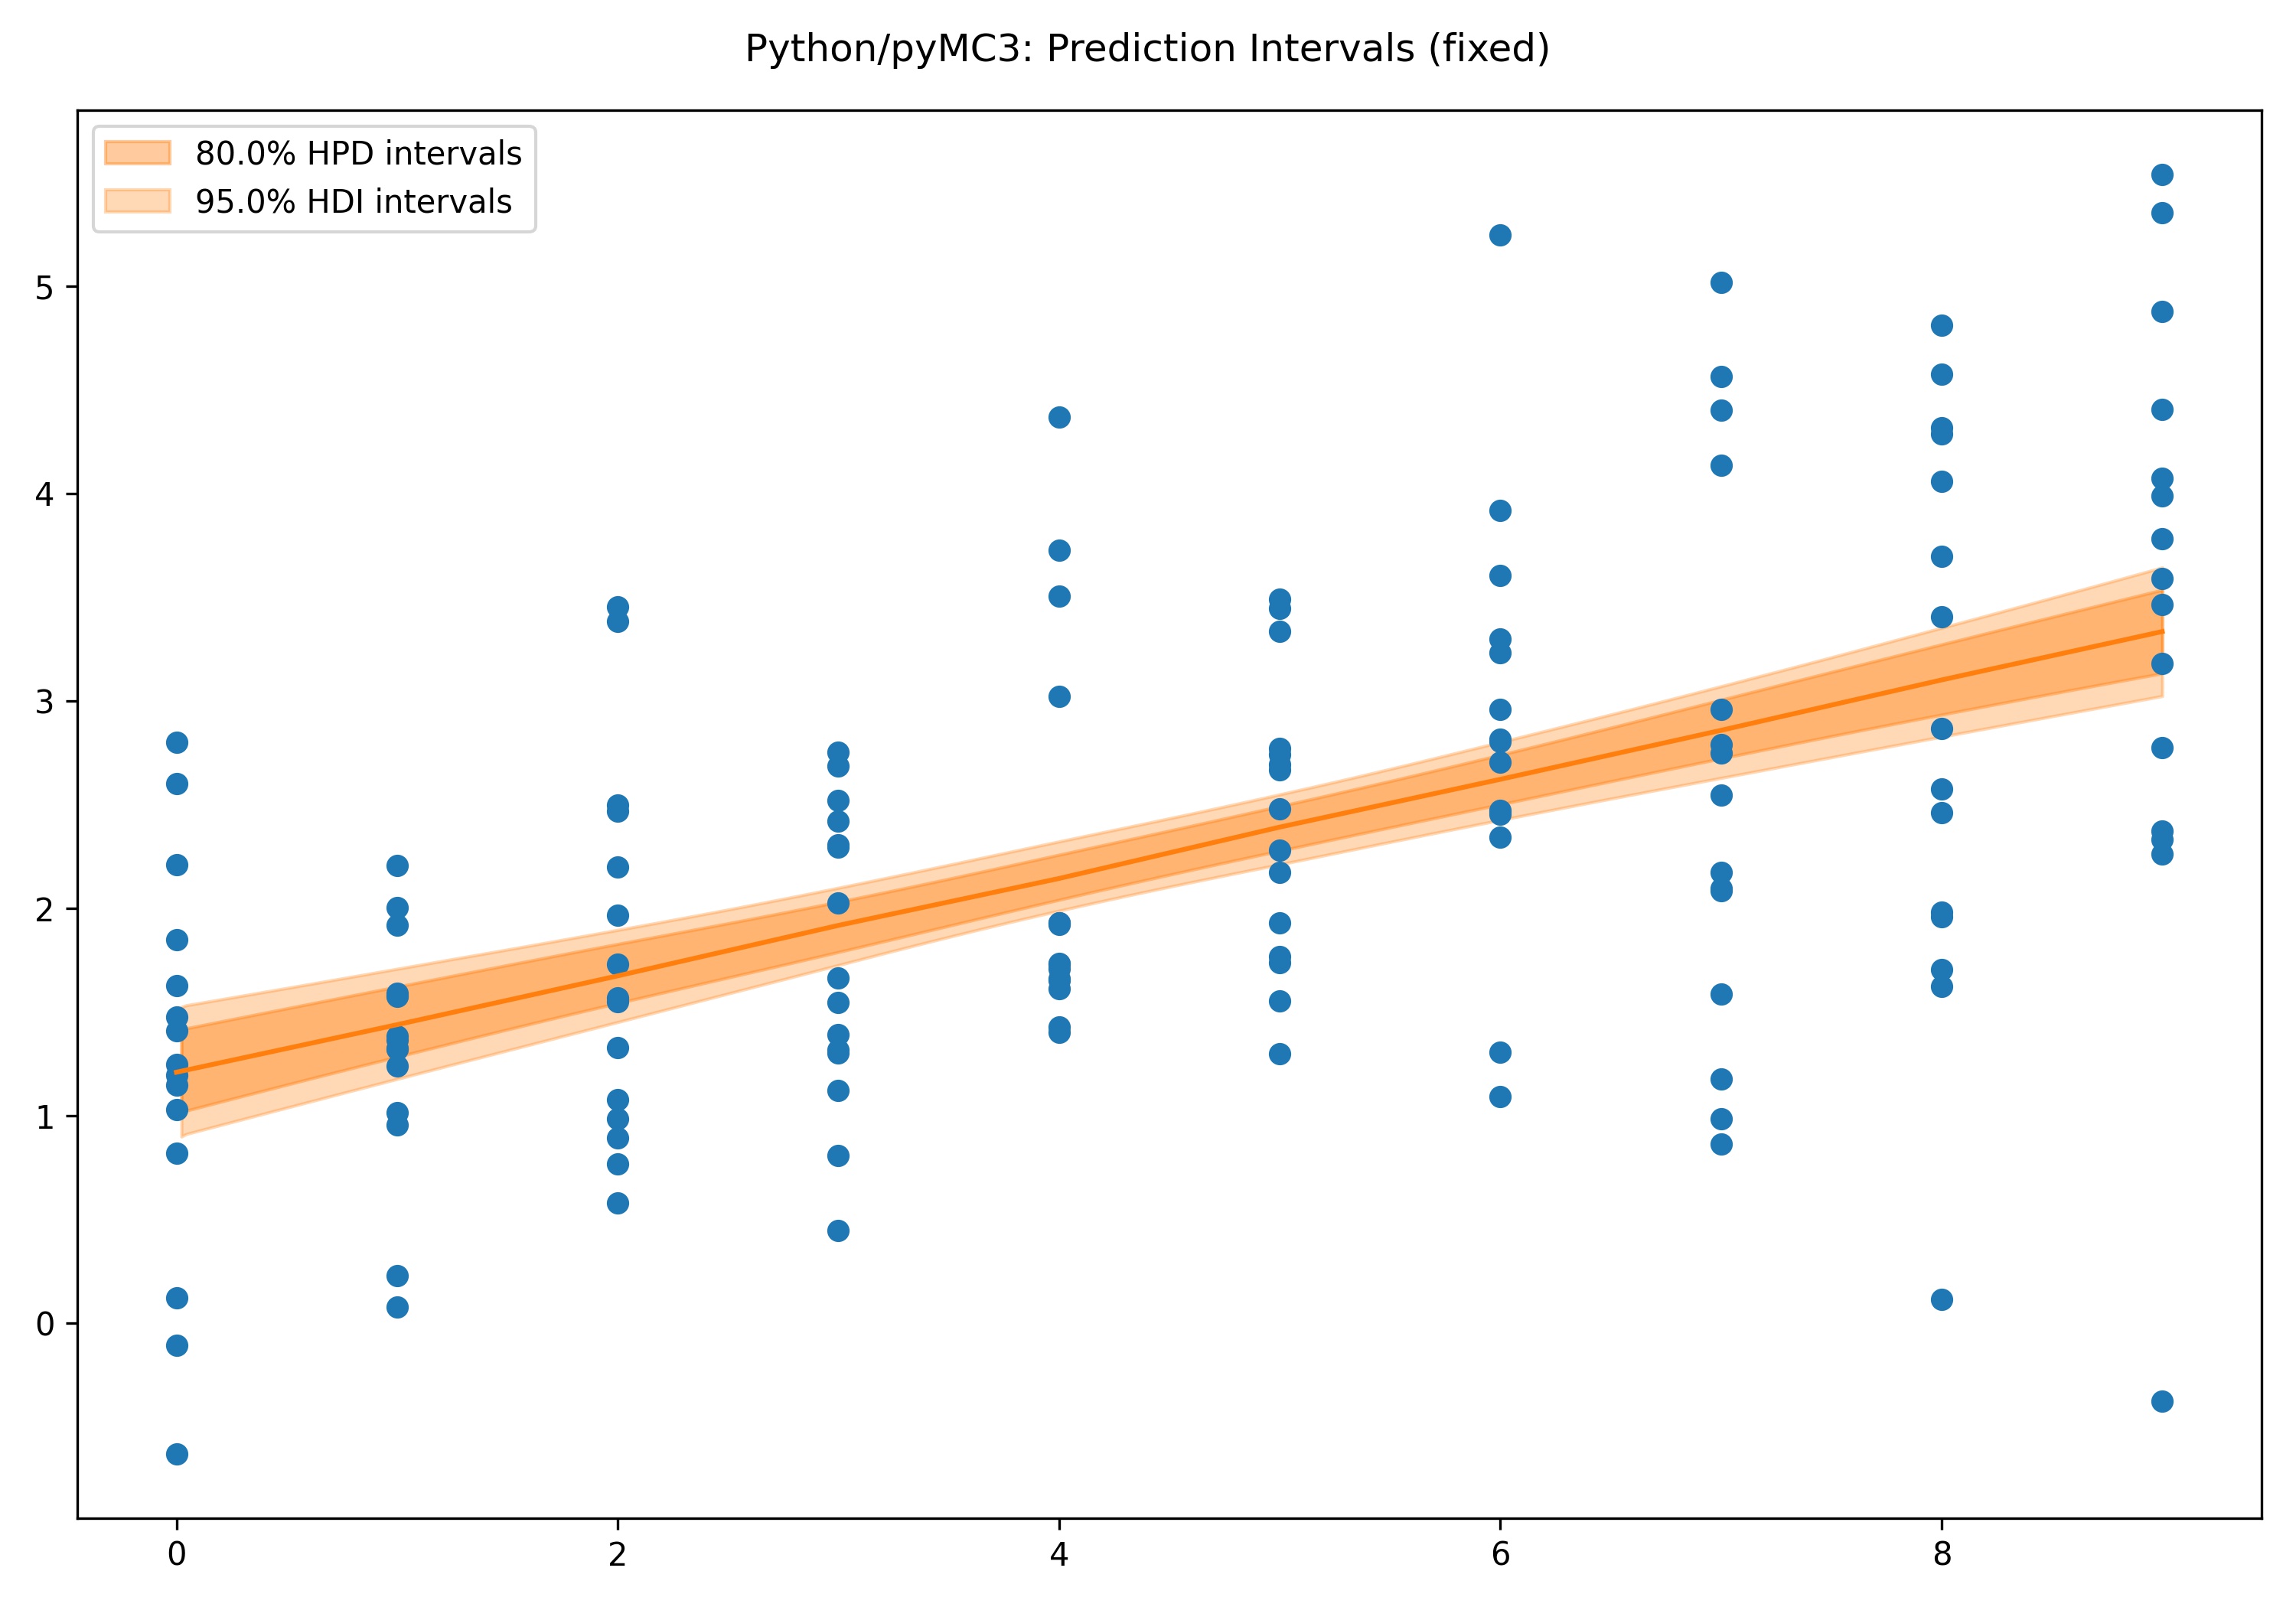 Python/pyMC3: Prediction Intervals (fixed)
80.0% HPD intervals
95.0% HDI intervals
5
4
3
2
1
0
0 2 4 6 8